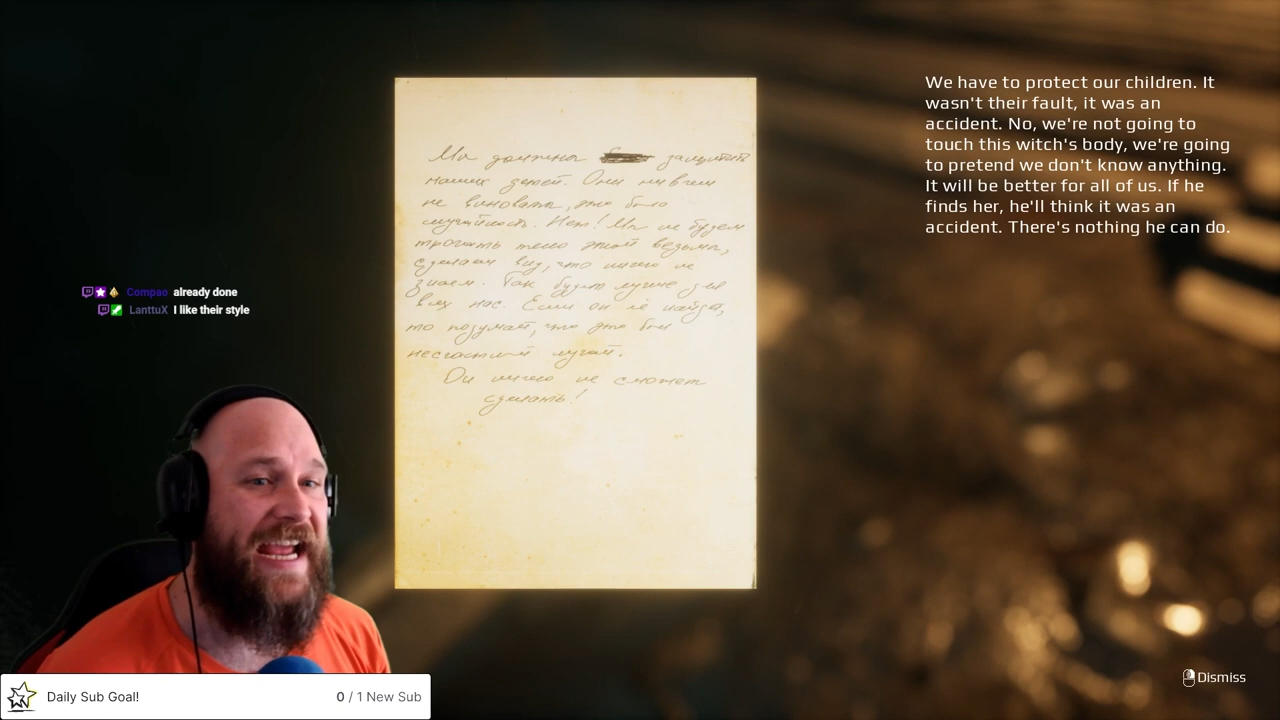 Мы должны защитить
наших детей. Они ни в чем
не виноваты, это было
случайность. Нет! Мы не будем
трогать тело этой ведьмы,
сделаем вид, что ничего не
знаем. Так будет лучше для
всех нас. Если он её найдёт,
то подумает, что это был
несчастный случай.
Он ничего не сможет
сделать!
We have to protect our children. It
wasn't their fault, it was an
accident. No, we're not going to
touch this witch's body, we're going
to pretend we don't know anything.
It will be better for all of us. If he
finds her, he'll think it was an
accident. There's nothing he can do.
Compao already done
LanttuX I like their style
Daily Sub Goal! 0 / 1 New Sub
Dismiss